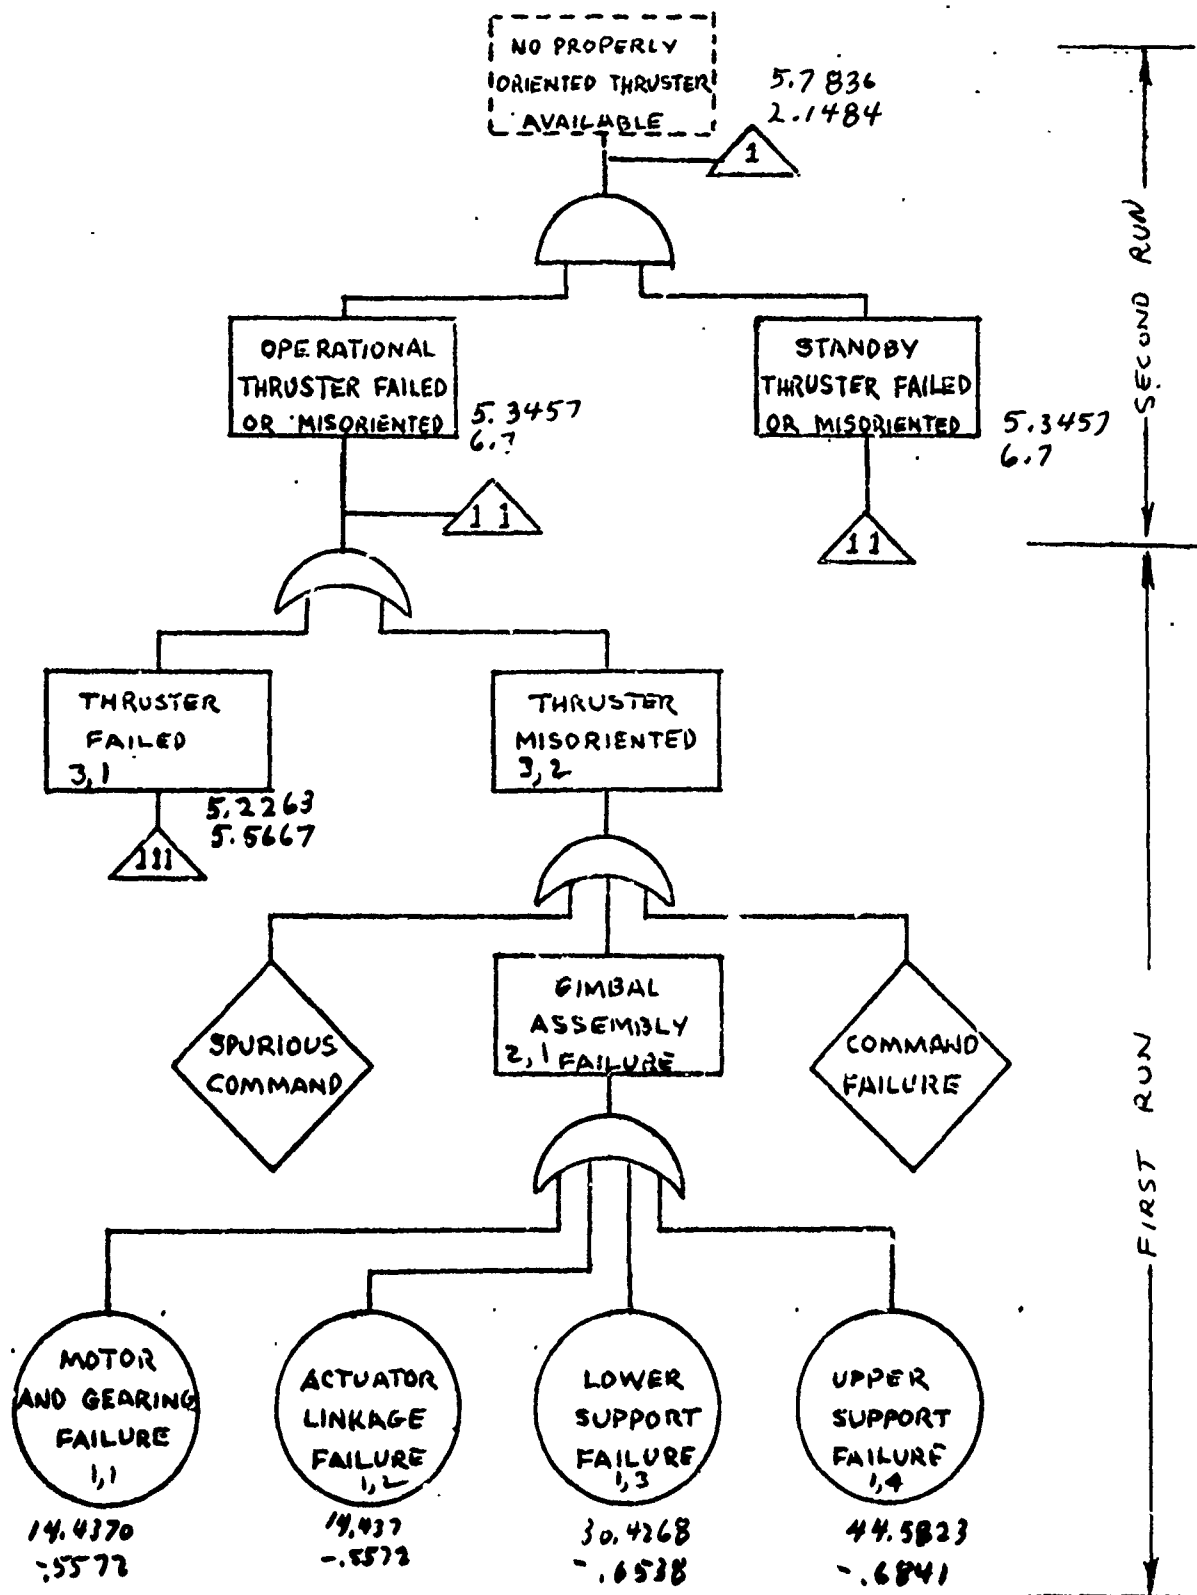 NO PROPERLY
ORIENTED THRUSTER
AVAILABLE
5.7836
2.1484
1
OPERATIONAL
THRUSTER FAILED
OR MISORIENTED
5.3457
6.7
STANDBY
THRUSTER FAILED
OR MISORIENTED
5.3457
6.7
11
11
SECOND RUN
THRUSTER
FAILED
3,1
5.2263
5.5667
111
THRUSTER
MISORIENTED
3,2
SPURIOUS
COMMAND
GIMBAL
ASSEMBLY
2,1 FAILURE
COMMAND
FAILURE
FIRST RUN
MOTOR
AND GEARING
FAILURE
1,1
14.4370
-.5572
ACTUATOR
LINKAGE
FAILURE
1,2
14.437
-.5572
LOWER
SUPPORT
FAILURE
1,3
30.4268
-.6538
UPPER
SUPPORT
FAILURE
1,4
44.5823
-.6841